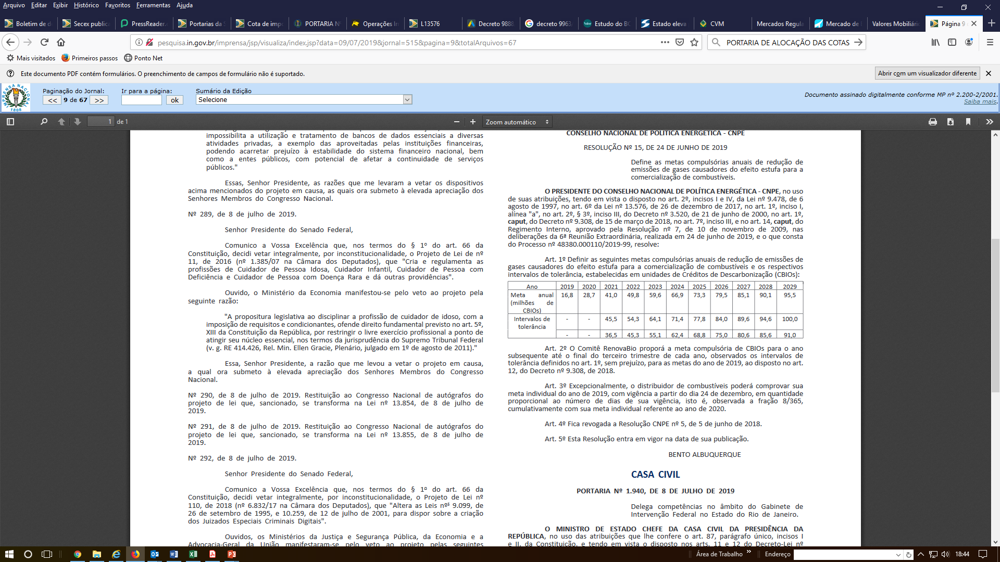 Arquivo Editar Exibir Histórico Favoritos Ferramentas Ajuda
Boletim de d
Secex publica
PressReader.c
Portarias da S
Cota de impo
PORTARIA Nº
Operações In
L13576
Decreto 9888
decreto 9963/
Estudo do BC
Estado eleva
CVM
Mercados Regula
Mercado de
Valores Mobiliári
Página 9
pesquisa.in.gov.br/imprensa/jsp/visualiza/index.jsp?data=09/07/2019&jornal=515&pagina=9&totalArquivos=67
PORTARIA DE ALOCAÇÃO DAS COTAS
Mais visitados Primeiros passos Ponto Net
Este documento PDF contém formulários. O preenchimento de campos de formulário não é suportado.
Abrir com um visualizador diferente
IMPRENSA NACIONAL
1808
Paginação do Jornal: Ir para a página: Sumário da Edição
<< 9 de 67 >> ok Selecione
Documento assinado digitalmente conforme MP nº 2.200-2/2001.
Saiba mais.
1 de 1 Zoom automático
impossibilita a utilização e tratamento de bancos de dados essenciais a diversas
atividades privadas, a exemplo das aproveitadas pelas instituições financeiras,
podendo acarretar prejuízo à estabilidade do sistema financeiro nacional, bem
como a entes públicos, com potencial de afetar a continuidade de serviços
públicos."
Essas, Senhor Presidente, as razões que me levaram a vetar os dispositivos
acima mencionados do projeto em causa, as quais ora submeto à elevada apreciação dos
Senhores Membros do Congresso Nacional.
Nº 289, de 8 de julho de 2019.
Senhor Presidente do Senado Federal,
Comunico a Vossa Excelência que, nos termos do § 1º do art. 66 da
Constituição, decidi vetar integralmente, por inconstitucionalidade, o Projeto de Lei de nº
11, de 2016 (nº 1.385/07 na Câmara dos Deputados), que "Cria e regulamenta as
profissões de Cuidador de Pessoa Idosa, Cuidador Infantil, Cuidador de Pessoa com
Deficiência e Cuidador de Pessoa com Doença Rara e dá outras providências".
Ouvido, o Ministério da Economia manifestou-se pelo veto ao projeto pela
seguinte razão:
"A propositura legislativa ao disciplinar a profissão de cuidador de idoso, com a
imposição de requisitos e condicionantes, ofende direito fundamental previsto no art. 5º,
XIII da Constituição da República, por restringir o livre exercício profissional a ponto de
atingir seu núcleo essencial, nos termos da jurisprudência do Supremo Tribunal Federal
(v. g. RE 414.426, Rel. Min. Ellen Gracie, Plenário, julgado em 1º de agosto de 2011)."
Essa, Senhor Presidente, a razão que me levou a vetar o projeto em causa,
a qual ora submeto à elevada apreciação dos Senhores Membros do Congresso
Nacional.
Nº 290, de 8 de julho de 2019. Restituição ao Congresso Nacional de autógrafos do
projeto de lei que, sancionado, se transforma na Lei nº 13.854, de 8 de julho de
2019.
Nº 291, de 8 de julho de 2019. Restituição ao Congresso Nacional de autógrafos do
projeto de lei que, sancionado, se transforma na Lei nº 13.855, de 8 de julho de
2019.
Nº 292, de 8 de julho de 2019.
Senhor Presidente do Senado Federal,
Comunico a Vossa Excelência que, nos termos do § 1º do art. 66 da
Constituição, decidi vetar integralmente, por inconstitucionalidade, o Projeto de Lei nº
110, de 2018 (nº 6.832/17 na Câmara dos Deputados), que "Altera as Leis nºs 9.099, de
26 de setembro de 1995, e 10.259, de 12 de julho de 2001, para dispor sobre a criação
dos Juizados Especiais Criminais Digitais".
Ouvidos, os Ministérios da Justiça e Segurança Pública, da Economia e a
Advocacia-Geral da União manifestaram-se pelo veto ao projeto pelas seguintes
CONSELHO NACIONAL DE POLÍTICA ENERGÉTICA - CNPE
RESOLUÇÃO Nº 15, DE 24 DE JUNHO DE 2019
Define as metas compulsórias anuais de redução de
emissões de gases causadores do efeito estufa para a
comercialização de combustíveis.
O PRESIDENTE DO CONSELHO NACIONAL DE POLÍTICA ENERGÉTICA - CNPE, no uso
de suas atribuições, tendo em vista o disposto no art. 2º, incisos I e IV, da Lei nº 9.478, de 6
agosto de 1997, no art. 6º da Lei nº 13.576, de 26 de dezembro de 2017, no art. 1º, inciso I,
alínea "a", no art. 2º, § 3º, inciso III, do Decreto nº 3.520, de 21 de junho de 2000, no art. 1º,
caput, do Decreto nº 9.308, de 15 de março de 2018, no art. 7º, inciso III, e no art. 14, caput, do
Regimento Interno, aprovado pela Resolução nº 7, de 10 de novembro de 2009, nas
deliberações da 6ª Reunião Extraordinária, realizada em 24 de junho de 2019, e o que consta
do Processo nº 48380.000110/2019-99, resolve:
Art. 1º Definir as seguintes metas compulsórias anuais de redução de emissões de
gases causadores do efeito estufa para a comercialização de combustíveis e os respectivos
intervalos de tolerância, estabelecidas em unidades de Créditos de Descarbonização (CBIOs):
Ano 2019 2020 2021 2022 2023 2024 2025 2026 2027 2028 2029
Meta anual 16,8 28,7 41,0 49,8 59,6 66,9 73,3 79,5 85,1 90,1 95,5
(milhões de
CBIOs)
Intervalos de - - 45,5 54,3 64,1 71,4 77,8 84,0 89,6 94,6 100,0
tolerância
- - 36,5 45,3 55,1 62,4 68,8 75,0 80,6 85,6 91,0
Art. 2º O Comitê RenovaBio proporá a meta compulsória de CBIOs para o ano
subsequente até o final do terceiro trimestre de cada ano, observados os intervalos de
tolerância definidos no art. 1º, sem prejuízo, para as metas do ano de 2019, ao disposto no art.
12, do Decreto nº 9.308, de 2018.
Art. 3º Excepcionalmente, o distribuidor de combustíveis poderá comprovar sua
meta individual do ano de 2019, com vigência a partir do dia 24 de dezembro, em quantidade
proporcional ao número de dias de sua vigência, isto é, observada a fração 8/365,
cumulativamente com sua meta individual referente ao ano de 2020.
Art. 4º Fica revogada a Resolução CNPE nº 5, de 5 de junho de 2018.
Art. 5º Esta Resolução entra em vigor na data de sua publicação.
BENTO ALBUQUERQUE
CASA CIVIL
PORTARIA Nº 1.940, DE 8 DE JULHO DE 2019
Delega competências no âmbito do Gabinete de
Intervenção Federal no Estado do Rio de Janeiro.
O MINISTRO DE ESTADO CHEFE DA CASA CIVIL DA PRESIDÊNCIA DA
REPÚBLICA, no uso das atribuições que lhe confere o art. 87, parágrafo único, incisos I
e II, da Constituição, e tendo em vista o disposto nos arts. 11 e 12 do Decreto-Lei nº
Área de Trabalho Endereço 18:44